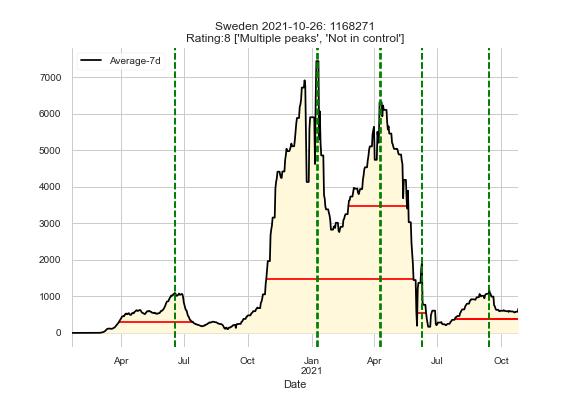 Sweden 2021-10-26: 1168271
Rating:8 ['Multiple peaks', 'Not in control']
Average-7d
7000
6000
5000
4000
3000
2000
1000
0
Apr Jul Oct Jan Apr Jul Oct
2021
Date